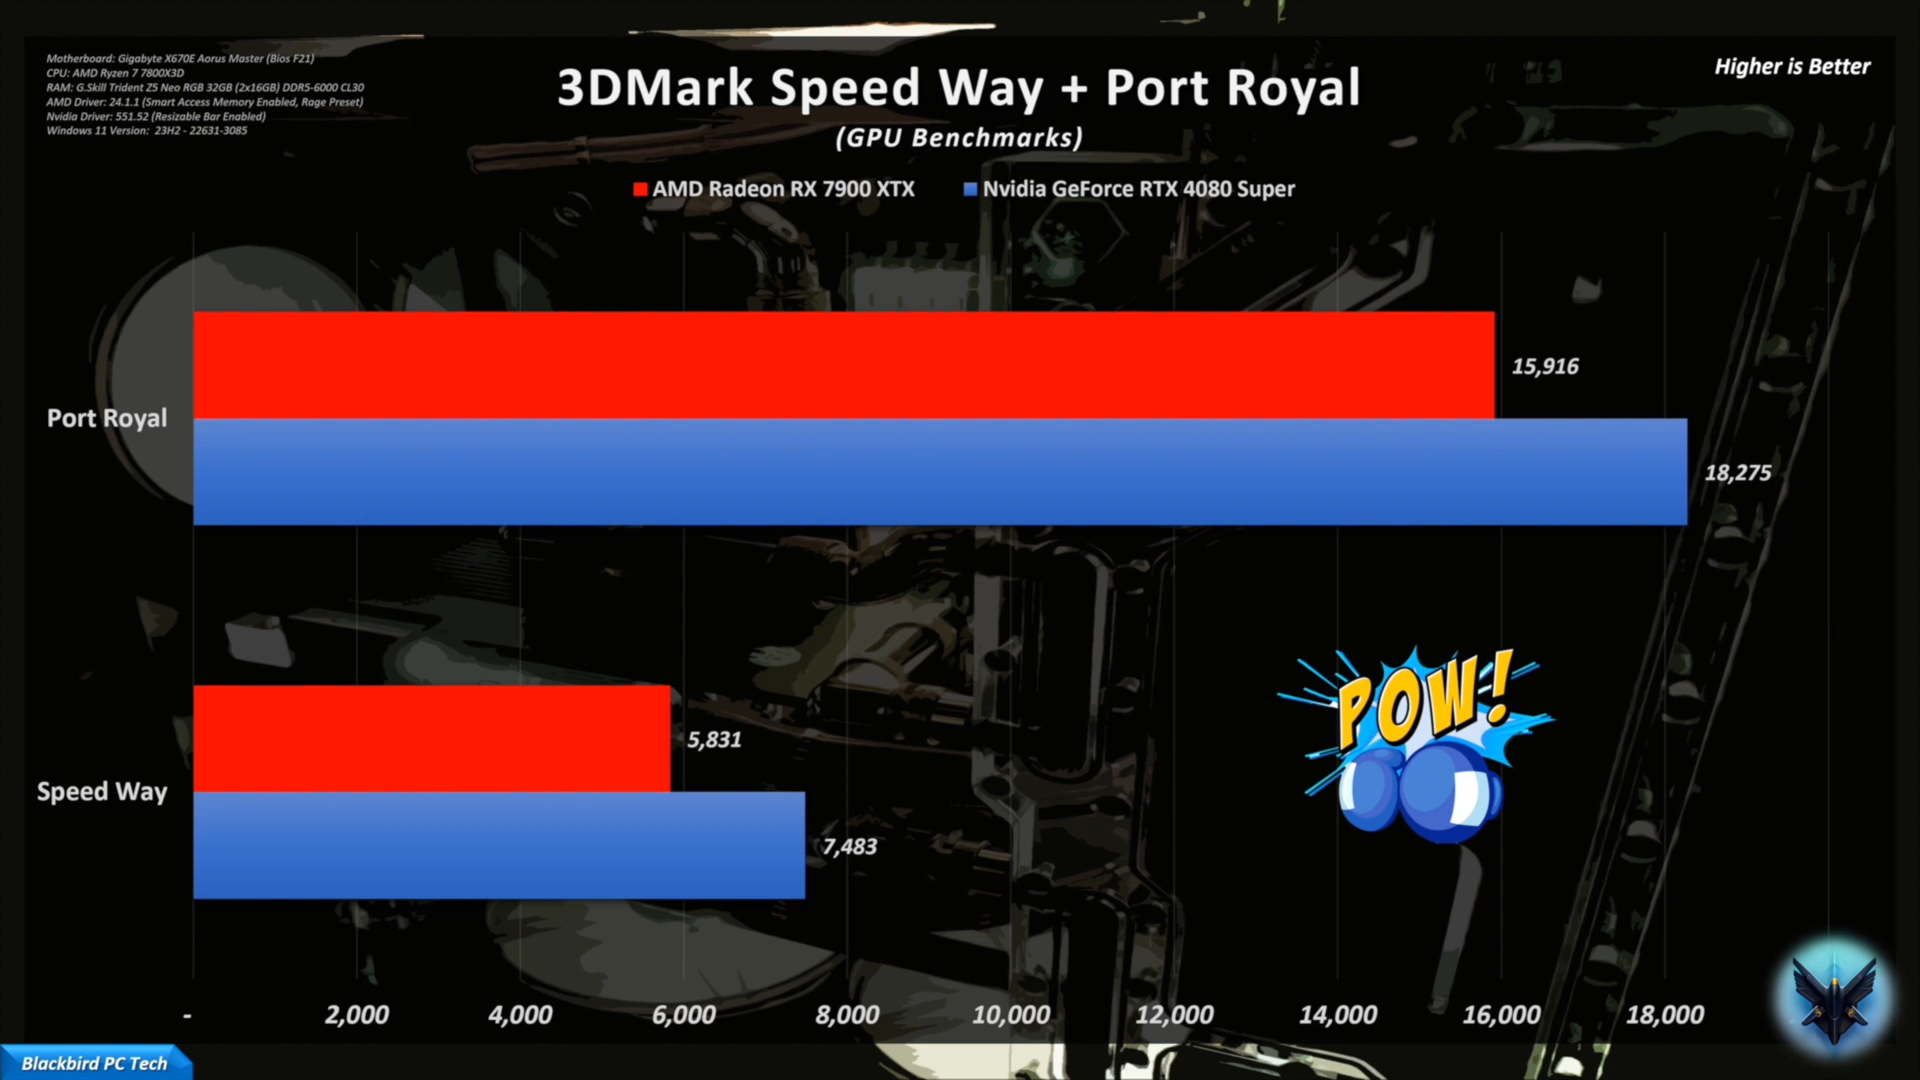 Motherboard: Gigabyte X670E Aorus Master (Bios F21)
CPU: AMD Ryzen 7 7800X3D
RAM: G.Skill Trident Z5 Neo RGB 32GB (2x16GB) DDR5-6000 CL30
AMD Driver: 24.1.1 (Smart Access Memory Enabled, Rage Preset)
Nvidia Driver: 551.52 (Resizable Bar Enabled)
Windows 11 Version: 23H2 - 22631-3085
3DMark Speed Way + Port Royal
(GPU Benchmarks)
Higher is Better
AMD Radeon RX 7900 XTX
Nvidia GeForce RTX 4080 Super
Port Royal
15,916
18,275
Speed Way
5,831
7,483
POW!
- 2,000 4,000 6,000 8,000 10,000 12,000 14,000 16,000 18,000
Blackbird PC Tech